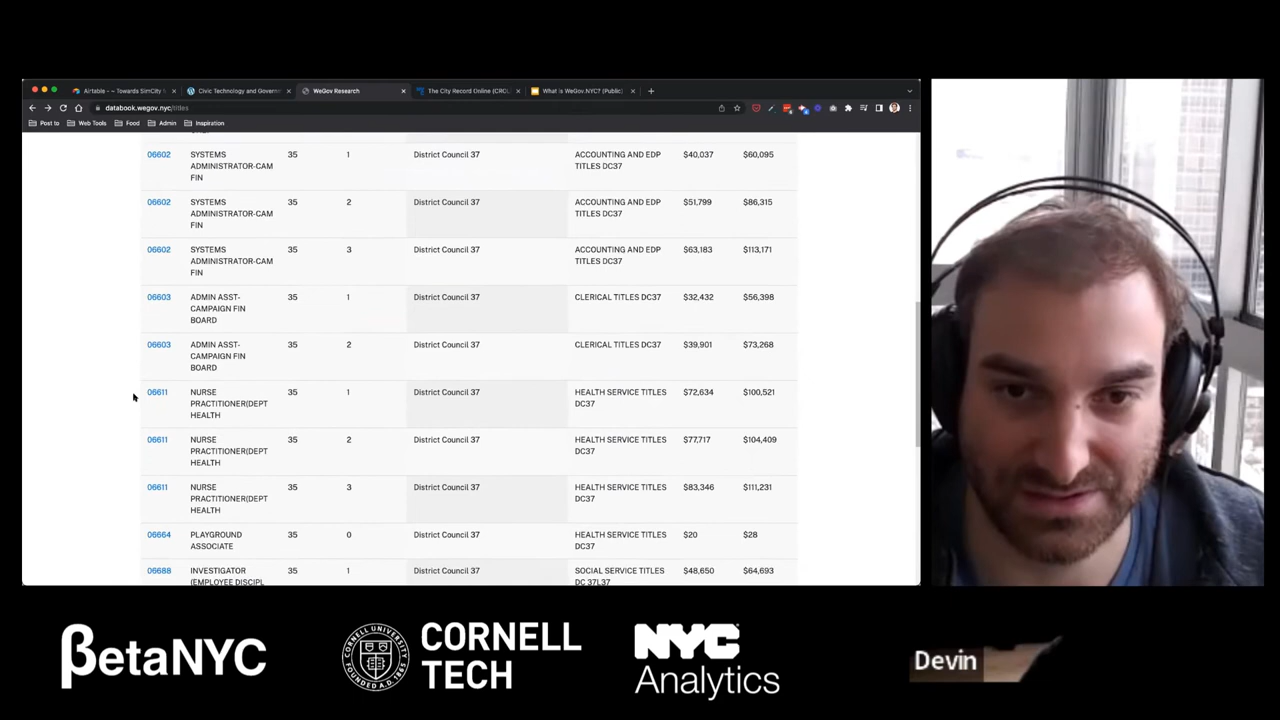 Airtable - – Towards SimCity
Civic Technology and Govern
WeGov Research
The City Record Online (CROL
What is WeGov.NYC? (Public)
databook.wegov.nyc/titles
Post to
Web Tools
Food
Admin
Inspiration
06602 SYSTEMS 35 1 District Council 37 ACCOUNTING AND EDP $40,037 $60,095
ADMINISTRATOR-CAM TITLES DC37
FIN
06602 SYSTEMS 35 2 District Council 37 ACCOUNTING AND EDP $51,799 $86,315
ADMINISTRATOR-CAM TITLES DC37
FIN
06602 SYSTEMS 35 3 District Council 37 ACCOUNTING AND EDP $63,183 $113,171
ADMINISTRATOR-CAM TITLES DC37
FIN
06603 ADMIN ASST- 35 1 District Council 37 CLERICAL TITLES DC37 $32,432 $56,398
CAMPAIGN FIN
BOARD
06603 ADMIN ASST- 35 2 District Council 37 CLERICAL TITLES DC37 $39,901 $73,268
CAMPAIGN FIN
BOARD
06611 NURSE 35 1 District Council 37 HEALTH SERVICE TITLES $72,634 $100,521
PRACTITIONER(DEPT DC37
HEALTH
06611 NURSE 35 2 District Council 37 HEALTH SERVICE TITLES $77,717 $104,409
PRACTITIONER(DEPT DC37
HEALTH
06611 NURSE 35 3 District Council 37 HEALTH SERVICE TITLES $83,346 $111,231
PRACTITIONER(DEPT DC37
HEALTH
06664 PLAYGROUND 35 0 District Council 37 HEALTH SERVICE TITLES $20 $28
ASSOCIATE DC37
06688 INVESTIGATOR 35 1 District Council 37 SOCIAL SERVICE TITLES $48,650 $64,693
(EMPLOYEE DISCIPL DC 37L37
βetaNYC
CORNELL UNIVERSITY
FOUNDED A.D. 1865
CORNELL
TECH
NYC
Analytics
Devin